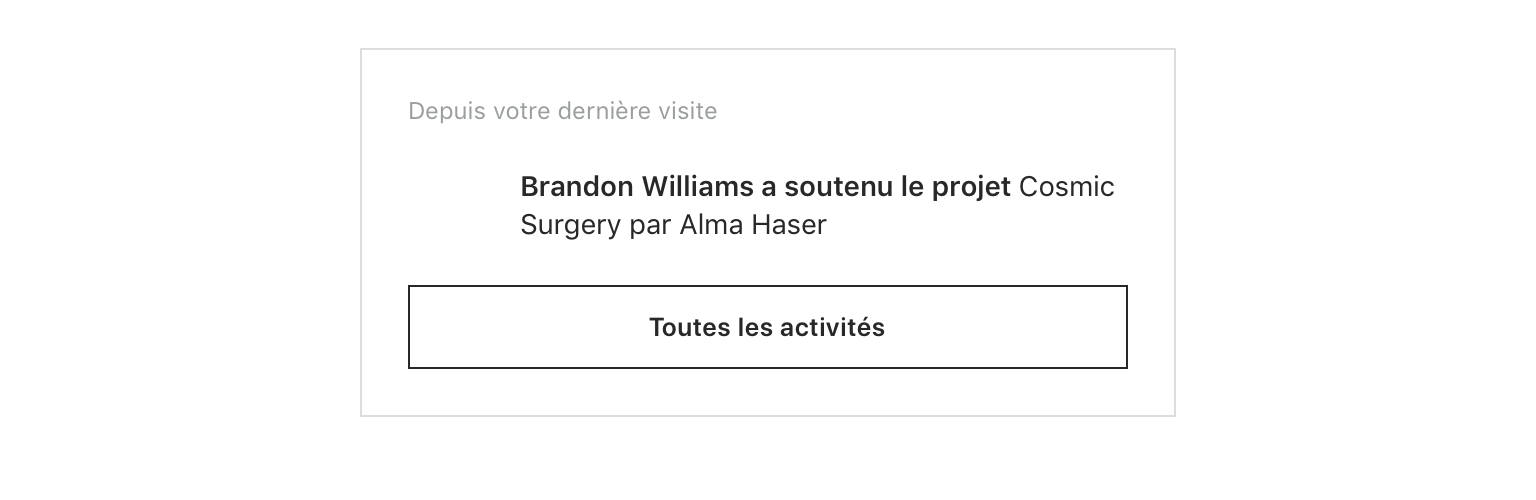 Depuis votre dernière visite
Brandon Williams a soutenu le projet Cosmic
Surgery par Alma Haser
Toutes les activités